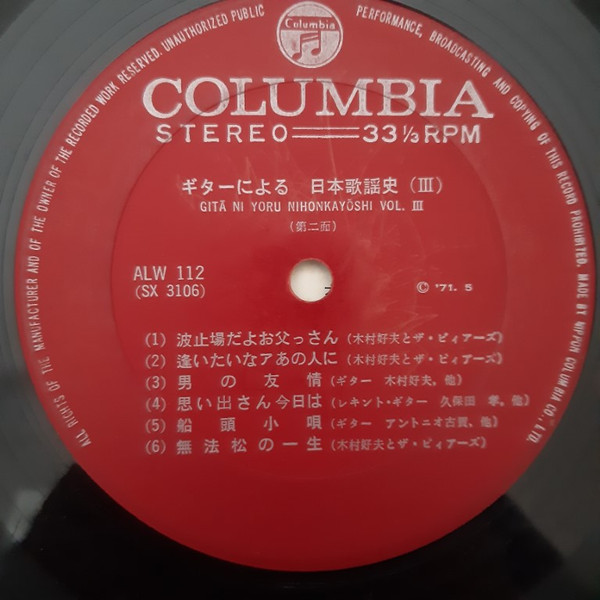 ALL RIGHTS OF THE MANUFACTURER AND OF THE OWNER OF THE RECORDED WORK RESERVED. UNAUTHORIZED PUBLIC PERFORMANCE, BROADCASTING AND COPYING OF THIS RECORD PROHIBITED. MADE BY NIPPON COLUMBIA CO., LTD.
Columbia
COLUMBIA
STEREO 33 1/3 RPM
ギターによる 日本歌謡史 (III)
GITĀ NI YORU NIHONKAYŌSHI VOL. III
(第二面)
ALW 112
(SX 3106)
© '71. 5
(1) 波止場だよお父っさん (木村好夫とザ・ビィアーズ)
(2) 逢いたいなアあの人に (木村好夫とザ・ビィアーズ)
(3) 男の友情 (ギター 木村好夫, 他)
(4) 思い出さん今日は (レキント・ギター 久保田 孝, 他)
(5) 船頭小唄 (ギター アントニオ古賀, 他)
(6) 無法松の一生 (木村好夫とザ・ビィアーズ)